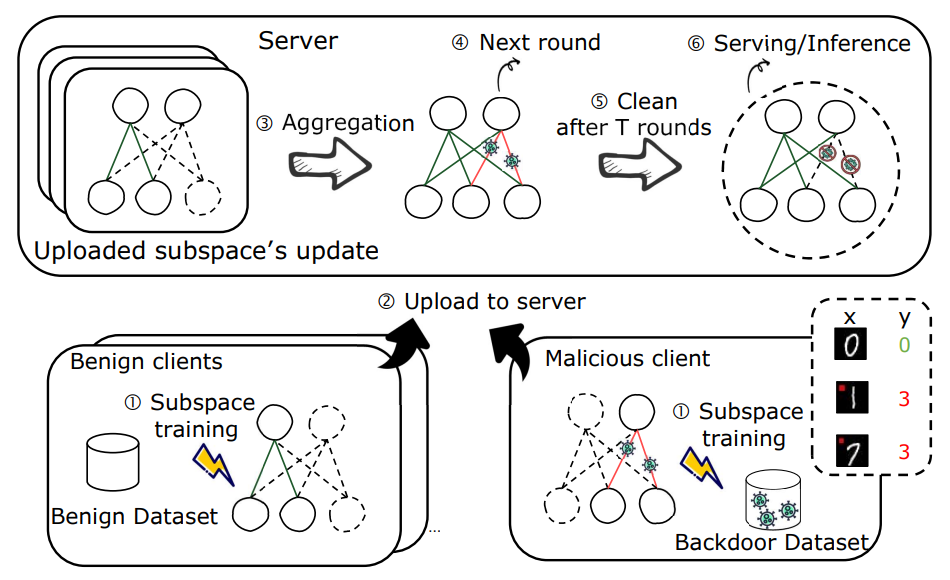 Server
④ Next round
⑥ Serving/Inference
③ Aggregation
⑤ Clean
after T rounds
Uploaded subspace's update
② Upload to server
Benign clients
① Subspace
training
Benign Dataset
...
Malicious client
① Subspace
training
Backdoor Dataset
x y
0 0
1 3
7 3